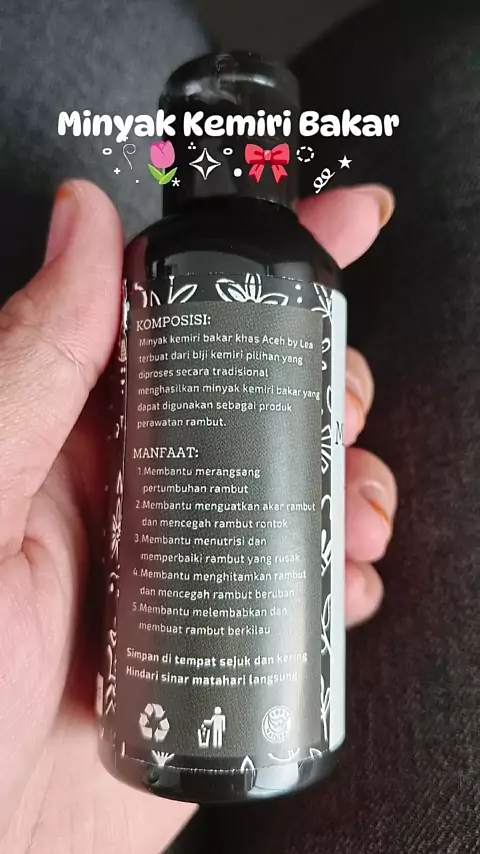 Minyak Kemiri Bakar
KOMPOSISI:
Minyak kemiri bakar khas Aceh by Lea
terbuat dari biji kemiri pilihan yang
diproses secara tradisional
menghasilkan minyak kemiri bakar yang
dapat digunakan sebagai produk
perawatan rambut.
MANFAAT:
1.Membantu merangsang
pertumbuhan rambut
2.Membantu menguatkan akar rambut
dan mencegah rambut rontok
3.Membantu menutrisi dan
memperbaiki rambut yang rusak
4.Membantu menghitamkan rambut
dan mencegah rambut beruban
5.Membantu melembabkan dan
membuat rambut berkilau
Simpan di tempat sejuk dan kering
Hindari sinar matahari langsung
M